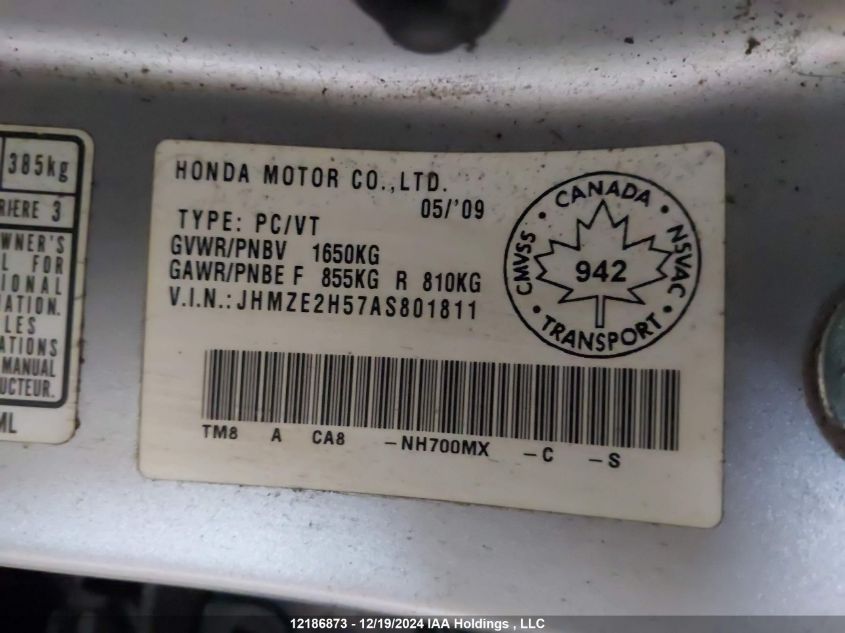 385kg
RIERE 3
OWNER'S
L FOR
IONAL
ATION.
LES
ATIONS
MANUAL
UCTEUR.
ML
HONDA MOTOR CO.,LTD.
05/'09
TYPE: PC/VT
GVWR/PNBV 1650KG
GAWR/PNBE F 855KG R 810KG
V.I.N.:JHMZE2H57AS801811
CMVSS • CANADA • NSVAC • TRANSPORT •
942
TM8 A CA8 -NH700MX -C -S
12186873 - 12/19/2024 IAA Holdings , LLC